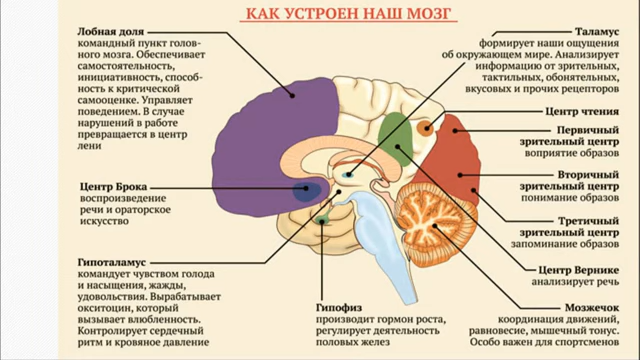 КАК УСТРОЕН НАШ МОЗГ
Лобная доля
командный пункт голов-
ного мозга. Обеспечивает
самостоятельность,
инициативность, способ-
ность к критической
самооценке. Управляет
поведением. В случае
нарушений в работе
превращается в центр
лени
Центр Брока
воспроизведение
речи и ораторское
искусство
Гипоталамус
командует чувством голода
и насыщения, жажды,
удовольствия. Вырабатывает
окситоцин, который
вызывает влюбленность.
Контролирует сердечный
ритм и кровяное давление
Гипофиз
производит гормон роста,
регулирует деятельность
половых желез
Таламус
формирует наши ощущения
об окружающем мире. Анализирует
информацию от зрительных,
тактильных, обонятельных,
вкусовых и прочих рецепторов
Центр чтения
Первичный
зрительный центр
воприятие образов
Вторичный
зрительный центр
понимание образов
Третичный
зрительный центр
запоминание образов
Центр Вернике
анализирует речь
Мозжечок
координация движений,
равновесие, мышечный тонус.
Особо важен для спортсменов